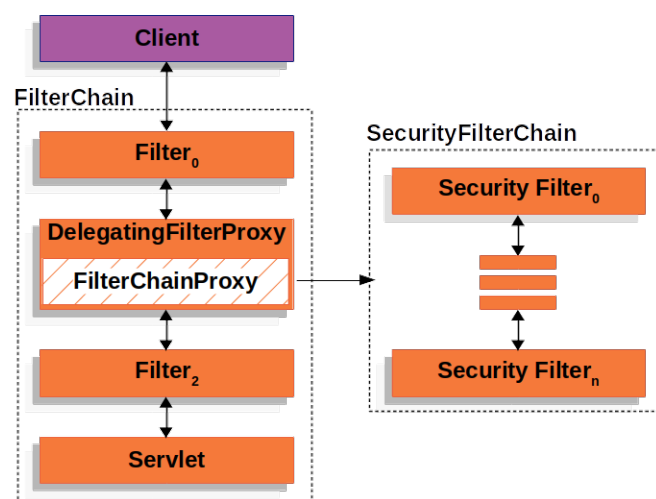 Client
FilterChain
Filter0
DelegatingFilterProxy
FilterChainProxy
Filter2
Servlet
SecurityFilterChain
Security Filter0
Security Filtern